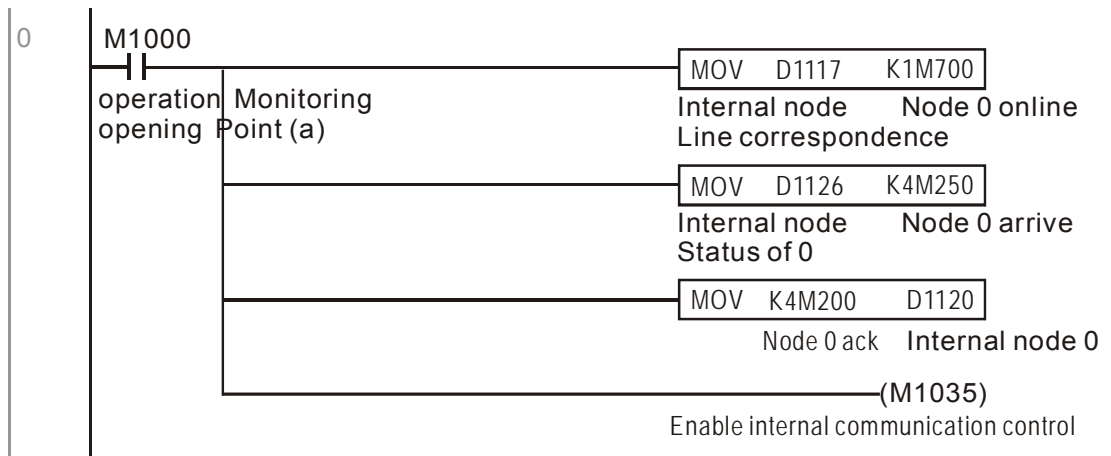 0
M1000
operation Monitoring
opening Point (a)
MOV D1117 K1M700
Internal node Node 0 online
Line correspondence
MOV D1126 K4M250
Internal node Node 0 arrive
Status of 0
MOV K4M200 D1120
Node 0 ack Internal node 0
(M1035)
Enable internal communication control